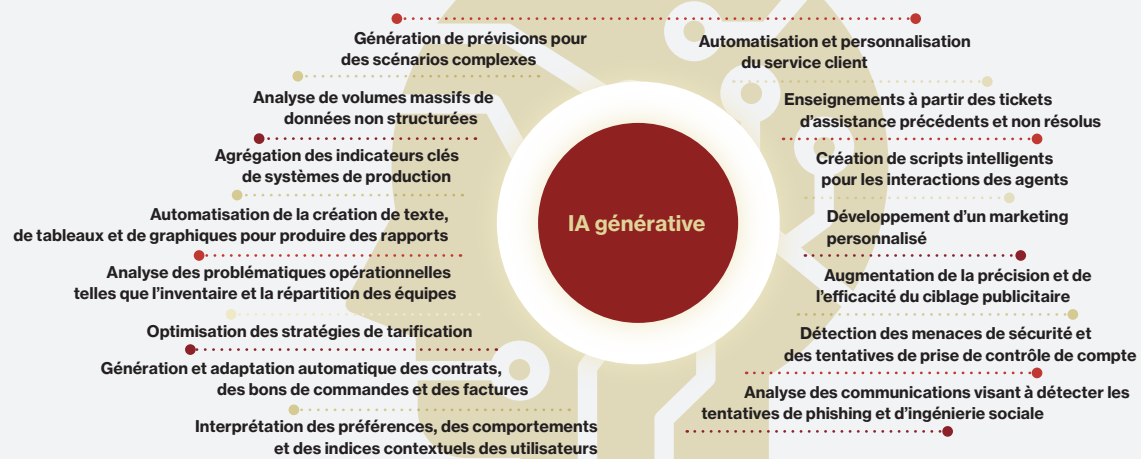 Génération de prévisions pour
des scénarios complexes
Analyse de volumes massifs de
données non structurées
Agrégation des indicateurs clés
de systèmes de production
Automatisation de la création de texte,
de tableaux et de graphiques pour produire des rapports
Analyse des problématiques opérationnelles
telles que l’inventaire et la répartition des équipes
Optimisation des stratégies de tarification
Génération et adaptation automatique des contrats,
des bons de commandes et des factures
Interprétation des préférences, des comportements
et des indices contextuels des utilisateurs
IA générative
Automatisation et personnalisation
du service client
Enseignements à partir des tickets
d’assistance précédents et non résolus
Création de scripts intelligents
pour les interactions des agents
Développement d’un marketing
personnalisé
Augmentation de la précision et de
l’efficacité du ciblage publicitaire
Détection des menaces de sécurité et
des tentatives de prise de contrôle de compte
Analyse des communications visant à détecter les
tentatives de phishing et d’ingénierie sociale